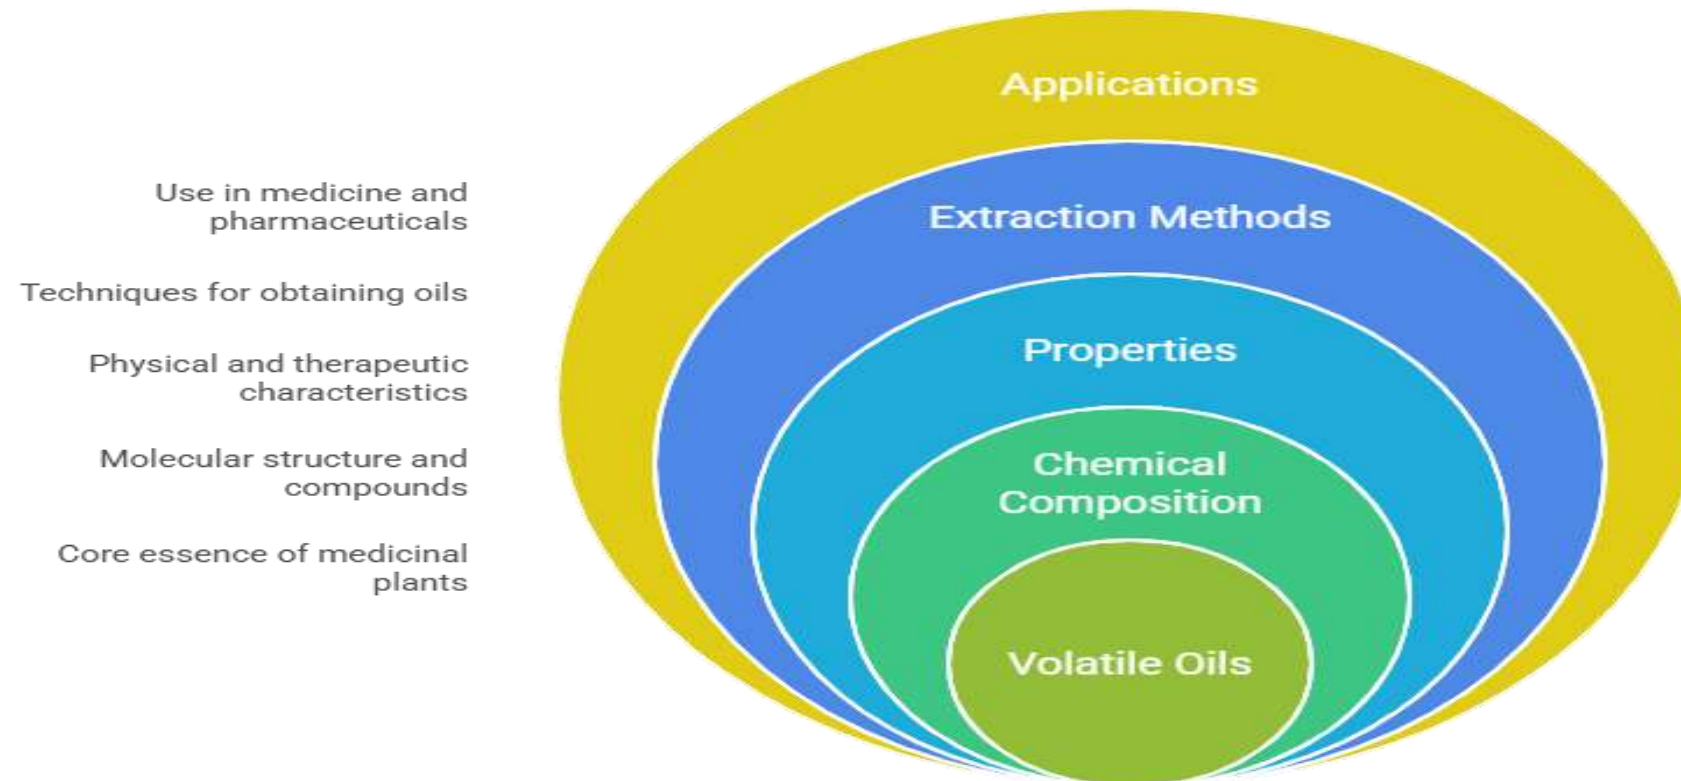 Applications
Use in medicine and
pharmaceuticals
Extraction Methods
Techniques for obtaining oils
Properties
Physical and therapeutic
characteristics
Chemical
Composition
Molecular structure and
compounds
Volatile Oils
Core essence of medicinal
plants